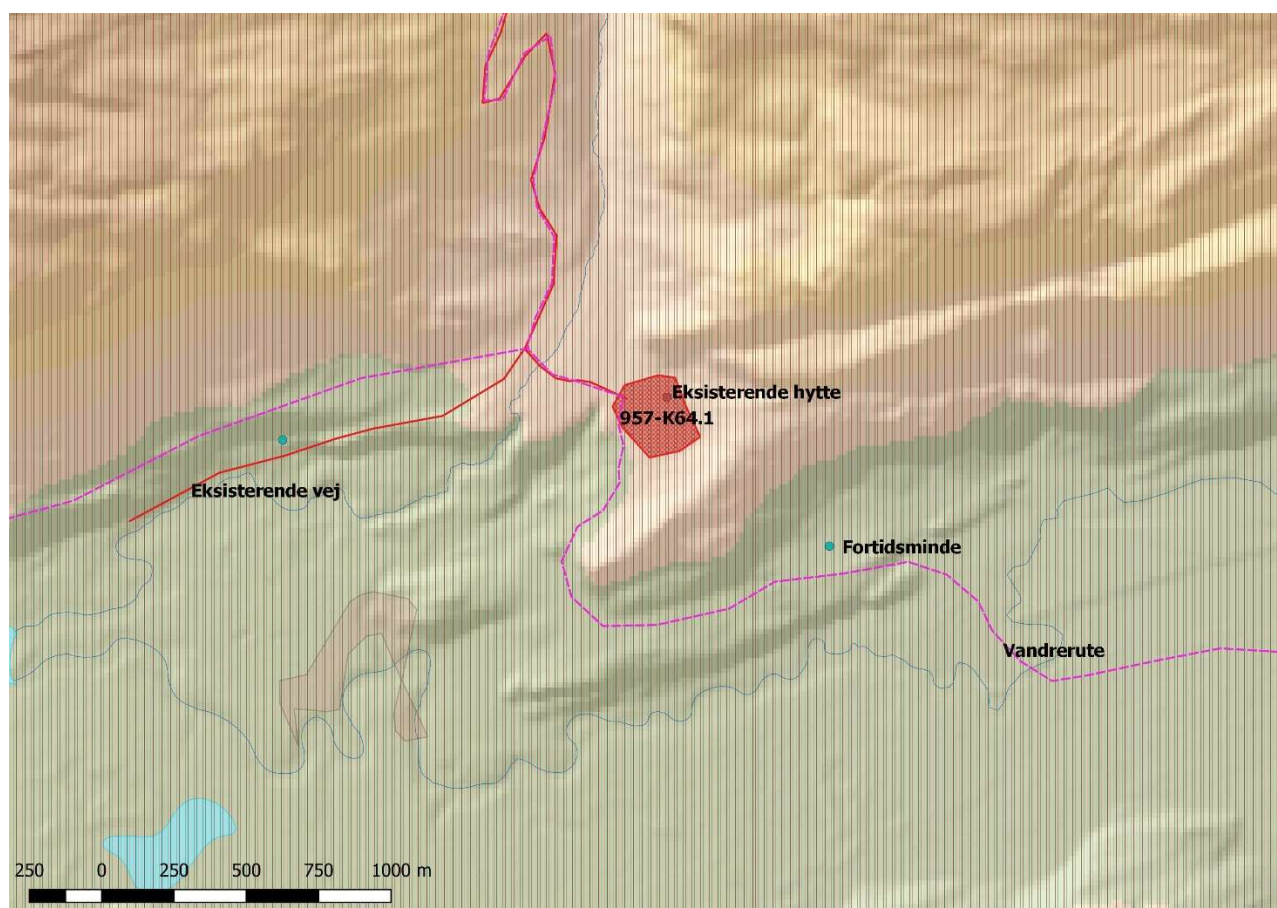 Eksisterende hytte
957-K64.1
Eksisterende vej
Fortidsminde
Vandrerute
250 0 250 500 750 1000 m